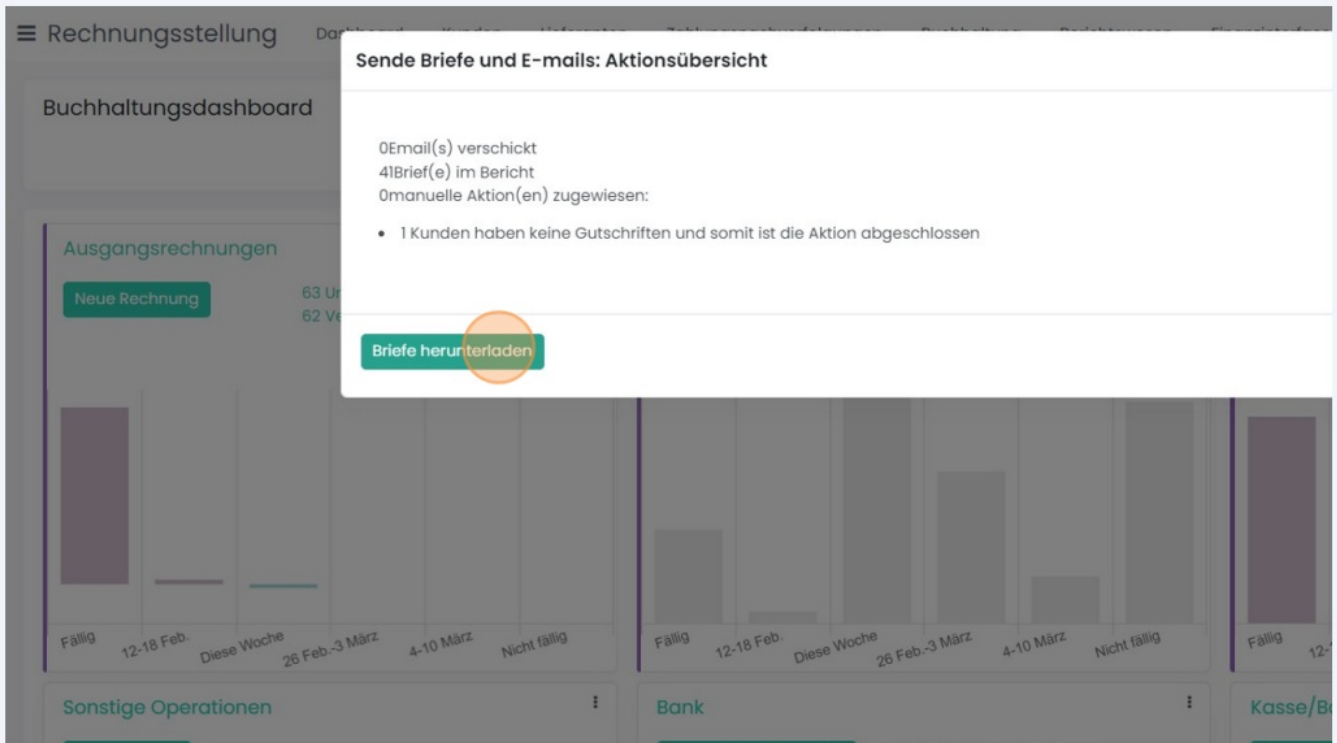 Rechnungsstellung
Sende Briefe und E-mails: Aktionsübersicht
Buchhaltungsdashboard
0Email(s) verschickt
41Brief(e) im Bericht
0manuelle Aktion(en) zugewiesen:
• 1 Kunden haben keine Gutschriften und somit ist die Aktion abgeschlossen
Ausgangsrechnungen
Neue Rechnung
63
62
Briefe herunterladen
Fällig 12-18 Feb. Diese Woche 26 Feb.-3 März 4-10 März Nicht fällig
Fällig 12-18 Feb. Diese Woche 26 Feb.-3 März 4-10 März Nicht fällig
Fällig
Sonstige Operationen
Bank